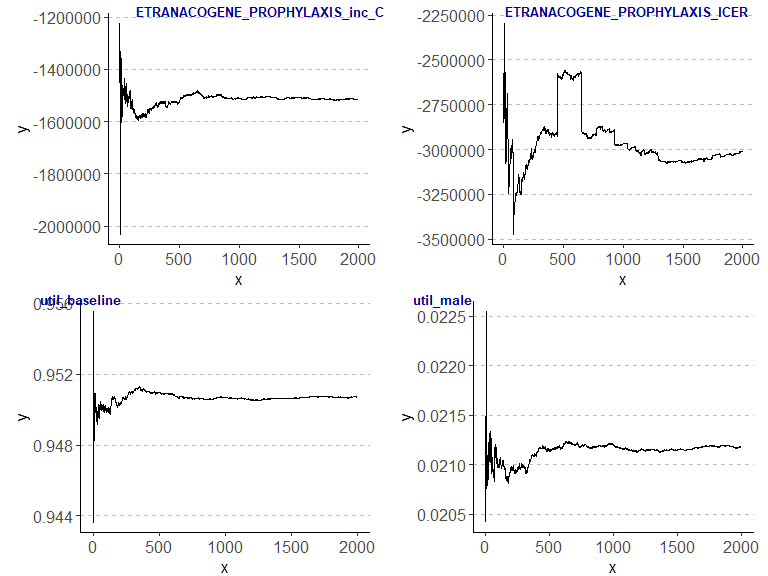 ETRANACOGENE_PROPHYLAXIS_inc_C
-1200000
-1400000
-1600000
-1800000
-2000000
y
0 500 1000 1500 2000
x
ETRANACOGENE_PROPHYLAXIS_ICER
-2250000
-2500000
-2750000
-3000000
-3250000
-3500000
y
0 500 1000 1500 2000
x
util_baseline
0.956
0.952
0.948
0.944
y
0 500 1000 1500 2000
x
util_male
0.0225
0.0220
0.0215
0.0210
0.0205
y
0 500 1000 1500 2000
x